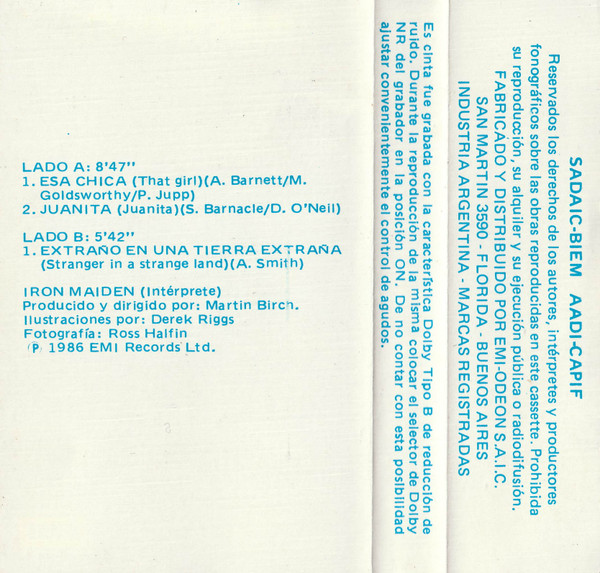 LADO A: 8'47"
1. ESA CHICA (That girl)(A. Barnett/M.
Goldsworthy/P. Jupp)
2. JUANITA (Juanita)(S. Barnacle/D. O'Neil)
LADO B: 5'42"
1. EXTRAÑO EN UNA TIERRA EXTRAÑA
(Stranger in a strange land)(A. Smith)
IRON MAIDEN (Intérprete)
Producido y dirigido por: Martin Birch.
Ilustraciones por: Derek Riggs
Fotografía: Ross Halfin
℗ 1986 EMI Records Ltd.
Es cinta fue grabada con la característica Dolby Tipo B de reducción de
ruido. Durante la reproducción de la misma colocar el selector de Dolby
NR del grabador en la posición ON. De no contar con esta posibilidad
ajustar convenientemente el control de agudos.
SADAIC-BIEM AADI-CAPIF
Reservados los derechos de los autores, intérpretes y productores
fonográficos sobre las obras reproducidas en este cassette. Prohibida
su reproducción, su alquiler y su ejecución pública o radiodifusión.
FABRICADO Y DISTRIBUIDO POR EMI-ODEON S.A.I.C.
SAN MARTIN 3590 - FLORIDA - BUENOS AIRES
INDUSTRIA ARGENTINA - MARCAS REGISTRADAS